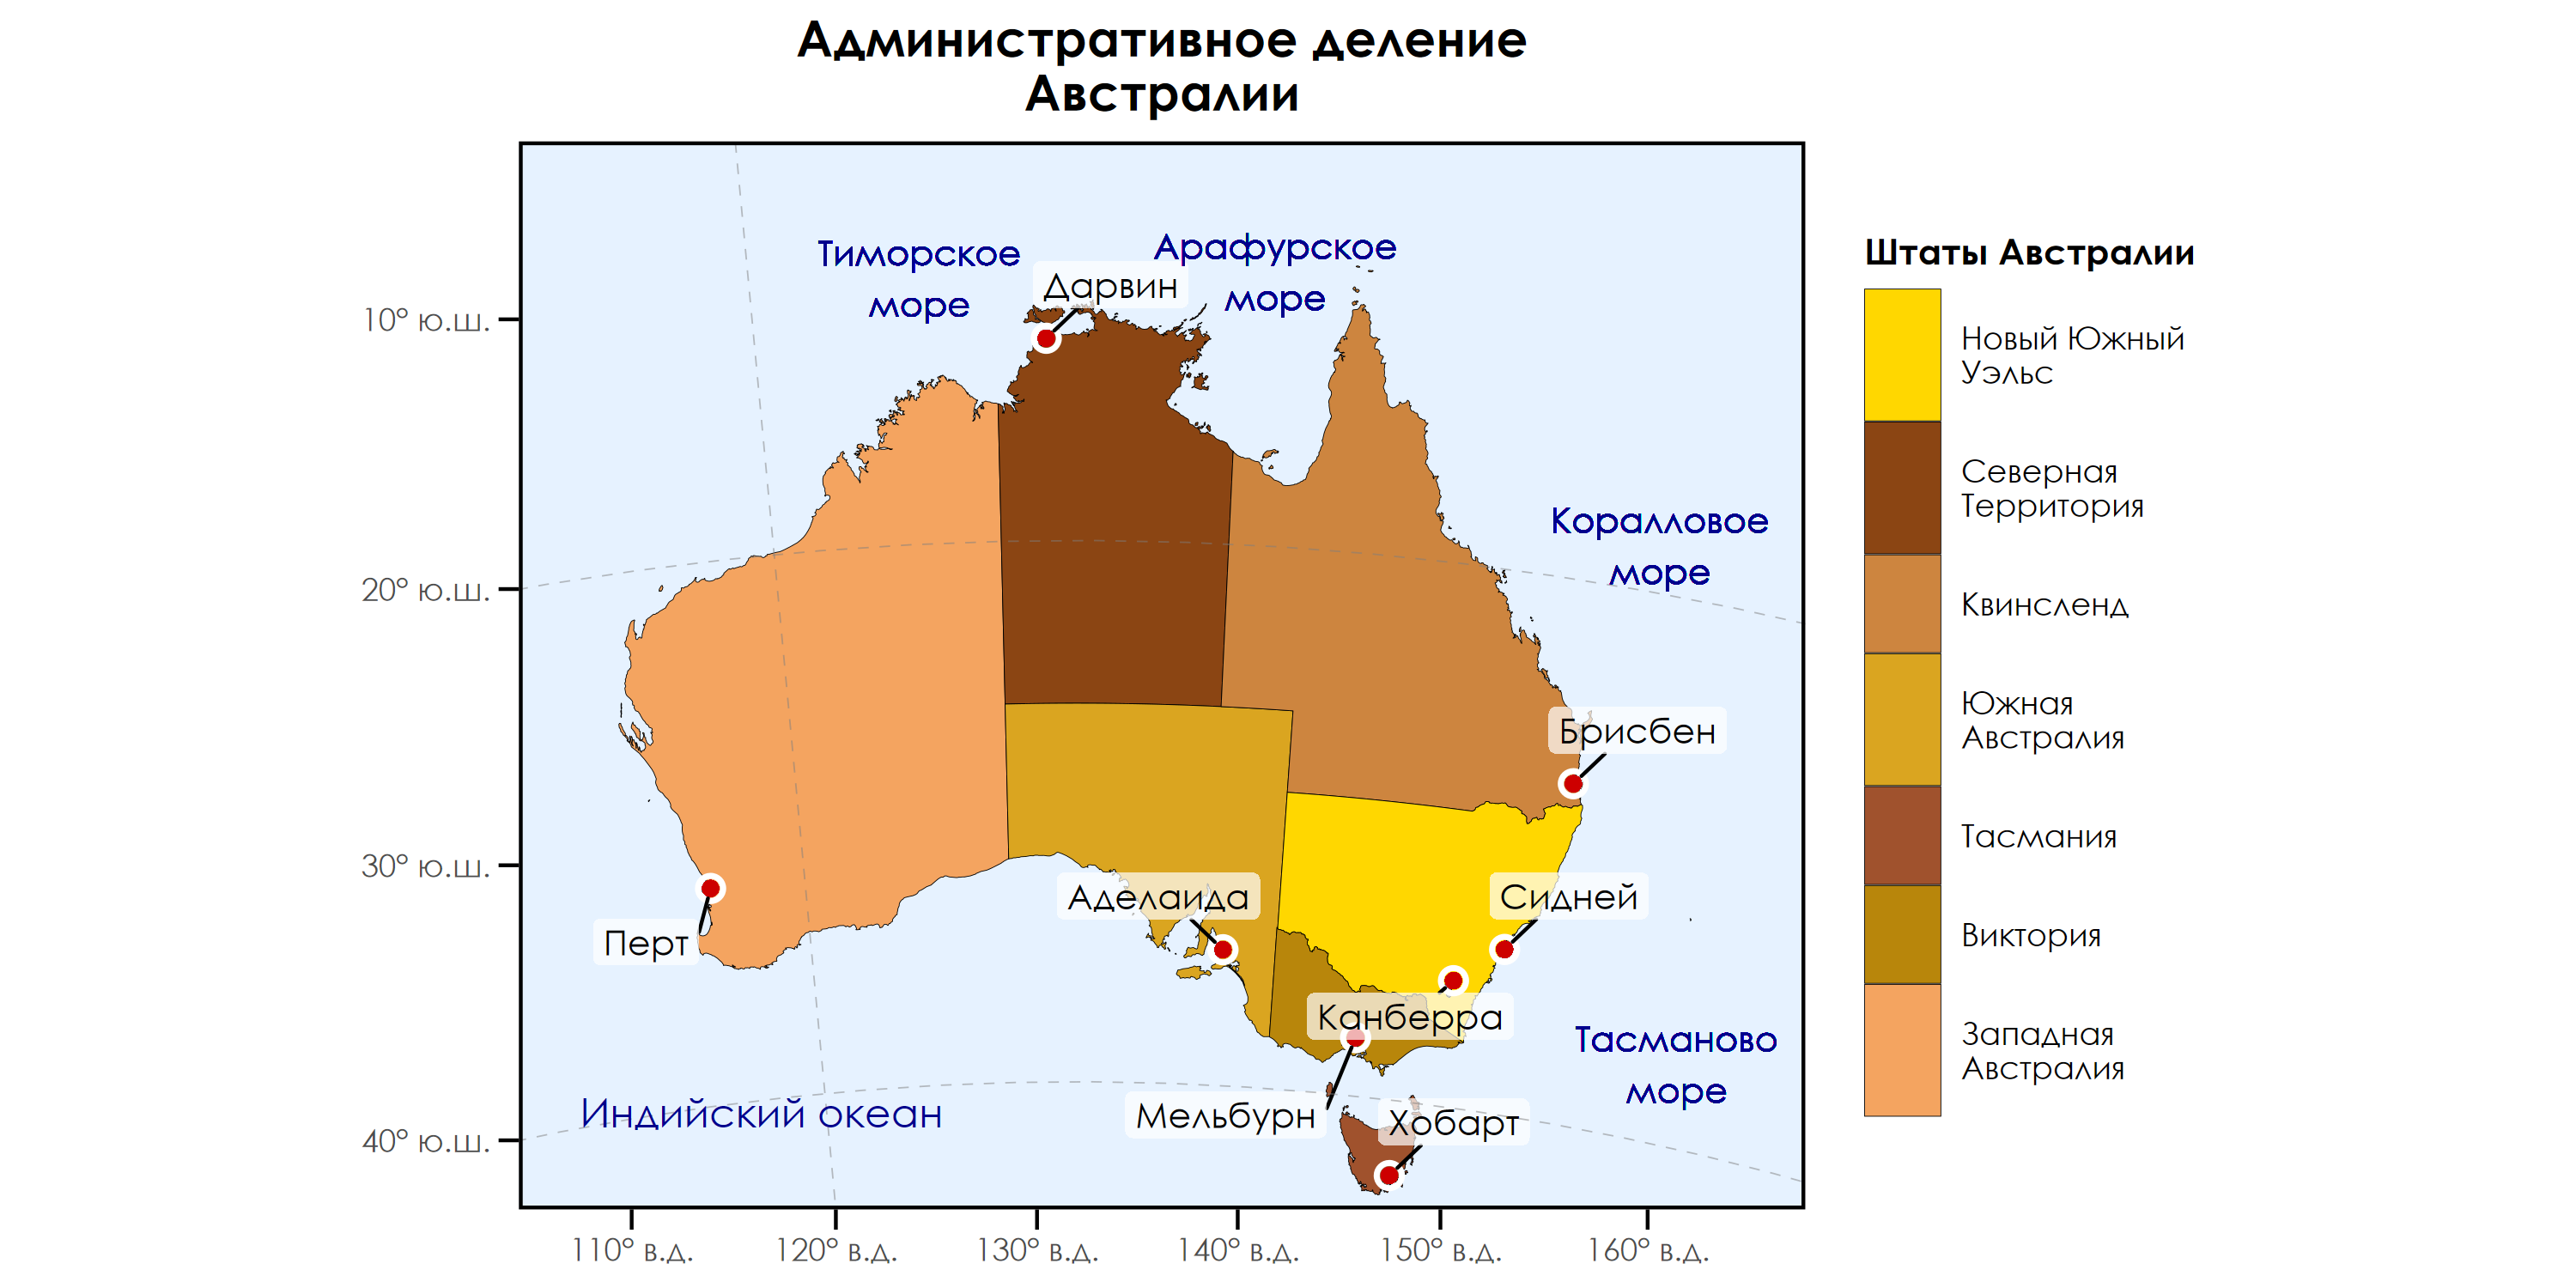 Административное деление
Австралии
Тиморское
море
Арафурское
море
Дарвин
Коралловое
море
Брисбен
Аделаида
Сидней
Перт
Канберра
Тасманово
море
Индийский океан
Мельбурн
Хобарт
10° ю.ш.
20° ю.ш.
30° ю.ш.
40° ю.ш.
110° в.д.
120° в.д.
130° в.д.
140° в.д.
150° в.д.
160° в.д.
Штаты Австралии
Новый Южный
Уэльс
Северная
Территория
Квинсленд
Южная
Австралия
Тасмания
Виктория
Западная
Австралия